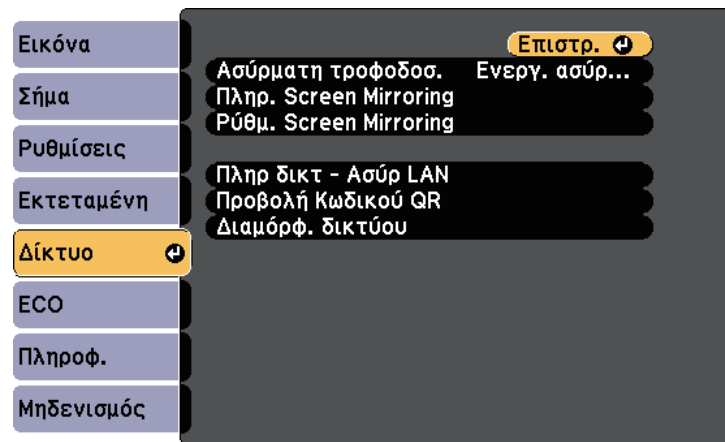 Εικόνα
Σήμα
Ρυθμίσεις
Εκτεταμένη
Δίκτυο
ECO
Πληροφ.
Μηδενισμός
Επιστρ.
Ασύρματη τροφοδοσ. Ενεργ. ασύρ...
Πληρ. Screen Mirroring
Ρύθμ. Screen Mirroring
Πληρ δικτ - Ασύρ LAN
Προβολή Κωδικού QR
Διαμόρφ. δικτύου